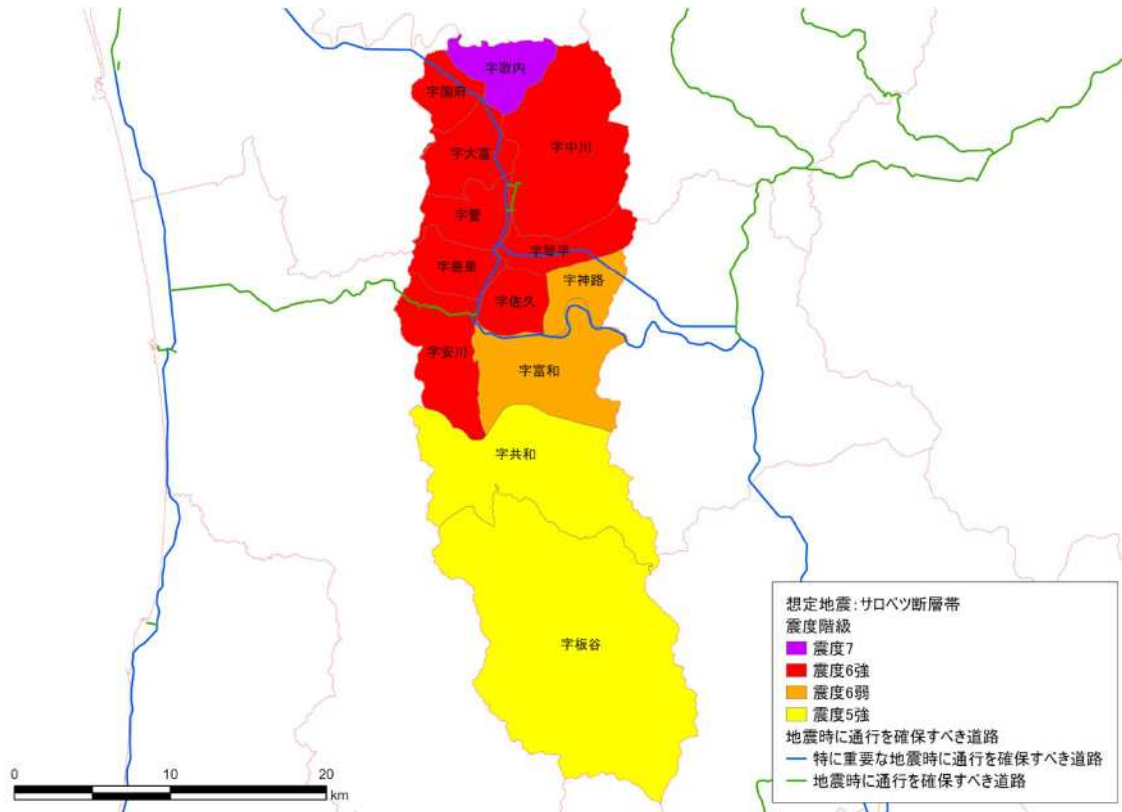 字歌内
字国府
字大富
字中川
字誉
字琴平
字豊里
字神路
字佐久
字安川
字富和
字共和
字板谷
想定地震:サロベツ断層帯
震度階級
震度7
震度6強
震度6弱
震度5強
地震時に通行を確保すべき道路
特に重要な地震時に通行を確保すべき道路
地震時に通行を確保すべき道路
0 10 20
km